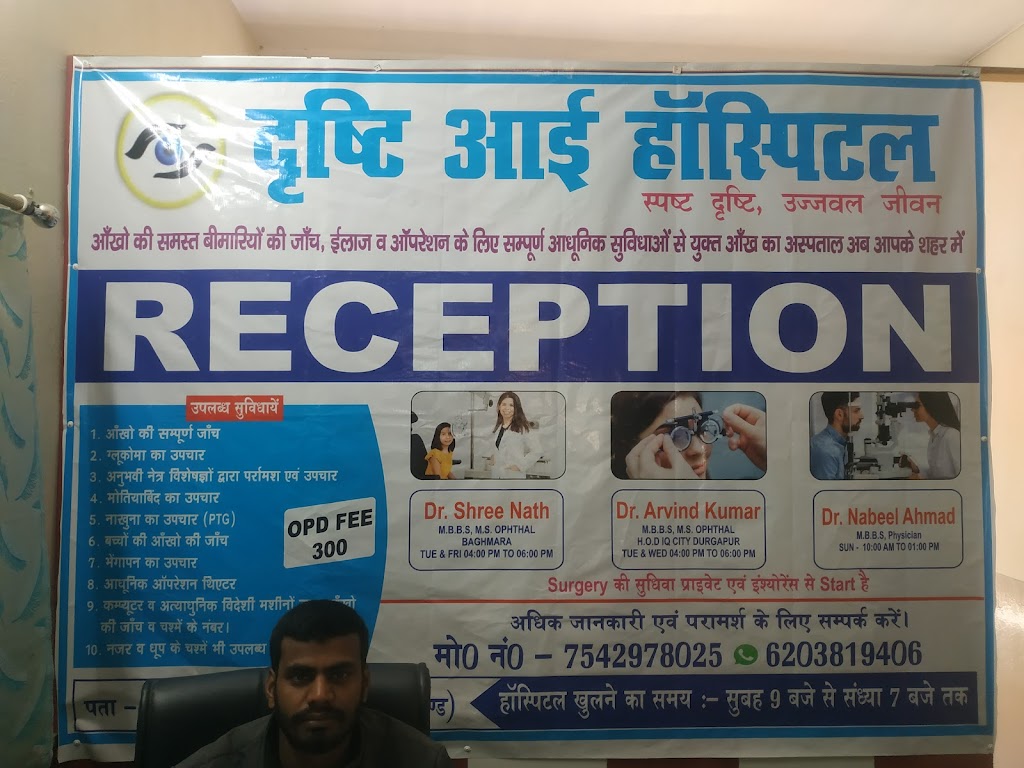 दृष्टि आई हॉस्पिटल
स्पष्ट दृष्टि, उज्जवल जीवन
आँखो की समस्त बीमारियों की जाँच, ईलाज व ऑपरेशन के लिए सम्पूर्ण आधूनिक सुविधाओं से युक्त आँख का अस्पताल अब आपके शहर में
RECEPTION
उपलब्ध सुविधायें
1. आँखो की सम्पूर्ण जाँच
2. ग्लूकोमा का उपचार
3. अनुभवी नेत्र विशेषज्ञों द्वारा पर्रामश एवं उपचार
4. मोतियाबिंद का उपचार
5. नाखुना का उपचार (PTG)
6. बच्चों की आँखो की जाँच
7. भेंगापन का उपचार
8. आधूनिक ऑपरेशन थिएटर
9. कम्प्यूटर व अत्याधुनिक विदेशी मशीनों
की जाँच व चश्में के नंबर।
10. नजर व धूप के चश्में भी उपलब्ध
OPD FEE
300
Dr. Shree Nath
M.B.B.S, M.S. OPHTHAL
BAGHMARA
TUE & FRI 04:00 PM TO 06:00 PM
Dr. Arvind Kumar
M.B.B.S, M.S. OPHTHAL
H.O.D IQ CITY DURGAPUR
TUE & WED 04:00 PM TO 06:00 PM
Dr. Nabeel Ahmad
M.B.B.S, Physician
SUN - 10:00 AM TO 01:00 PM
Surgery की सुधिवा प्राइवेट एवं इंश्योरेंस से Start है
अधिक जानकारी एवं परामर्श के लिए सम्पर्क करें।
मो0 नं0 – 7542978025 6203819406
पता –
हॉस्पिटल खुलने का समय :– सुबह 9 बजे से संध्या 7 बजे तक